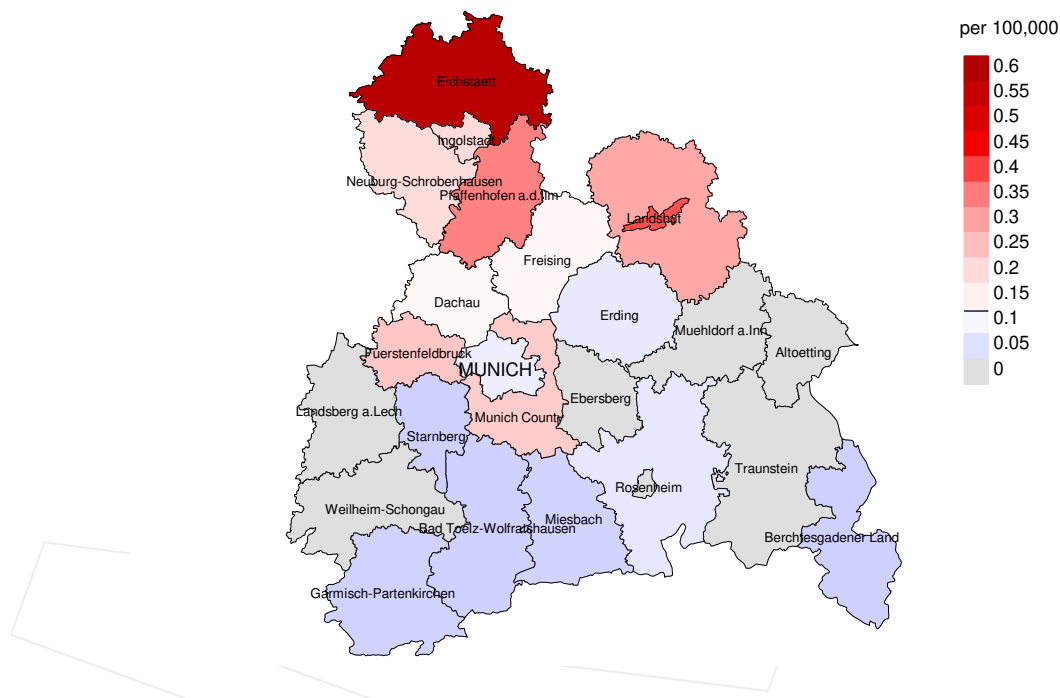 per 100,000
0.6
0.55
0.5
0.45
0.4
0.35
0.3
0.25
0.2
0.15
0.1
0.05
0
Eichstaett
Ingolstadt
Neuburg-Schrobenhausen
Pfaffenhofen a.d.Ilm
Landshut
Freising
Dachau
Erding
Muehldorf a.Inn
Altoetting
Fuerstenfeldbruck
MUNICH
Ebersberg
Landsberg a.Lech
Munich County
Starnberg
Traunstein
Rosenheim
Weilheim-Schongau
Miesbach
Bad Toelz-Wolfratshausen
Berchtesgadener Land
Garmisch-Partenkirchen